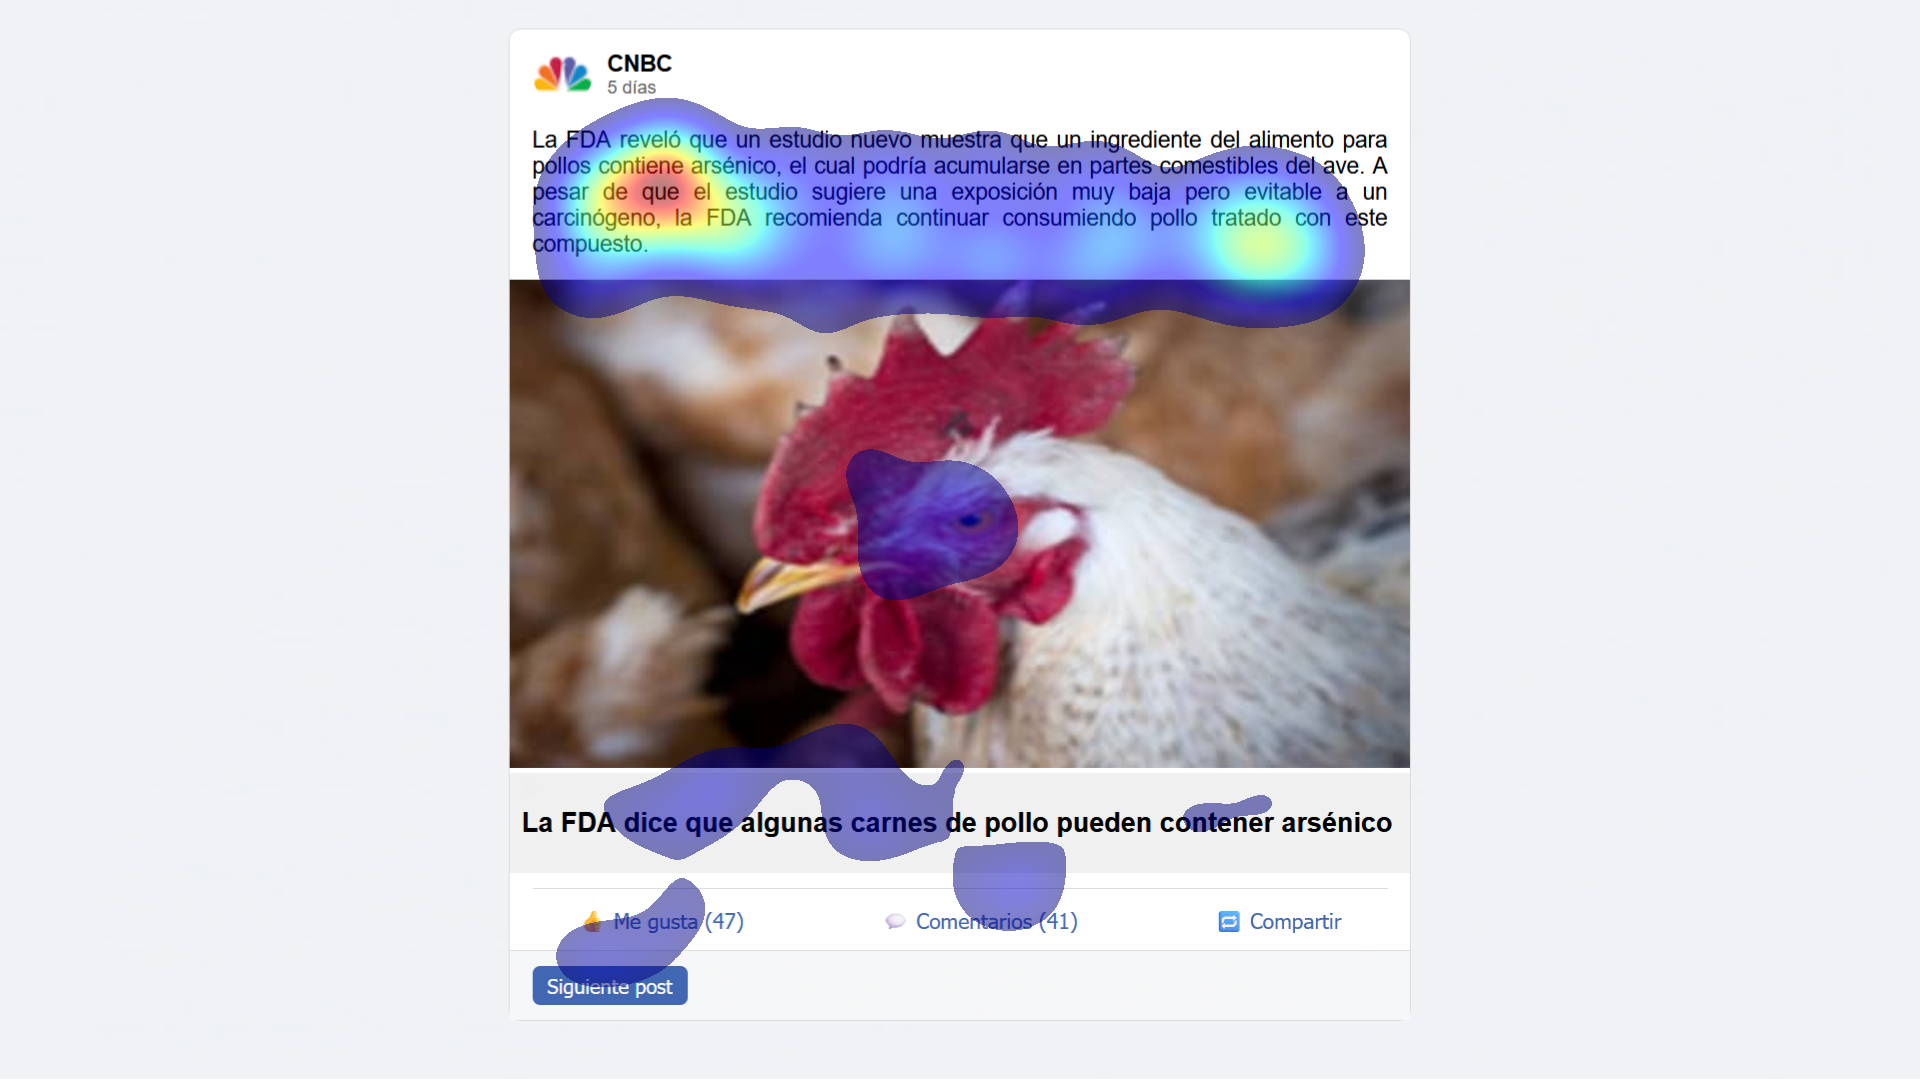 CNBC
5 días
La FDA reveló que un estudio nuevo muestra que un ingrediente del alimento para
pollos contiene arsénico, el cual podría acumularse en partes comestibles del ave. A
pesar de que el estudio sugiere una exposición muy baja pero evitable a un
carcinógeno, la FDA recomienda continuar consumiendo pollo tratado con este
compuesto.
La FDA dice que algunas carnes de pollo pueden contener arsénico
Me gusta (47) Comentarios (41) Compartir
Siguiente post